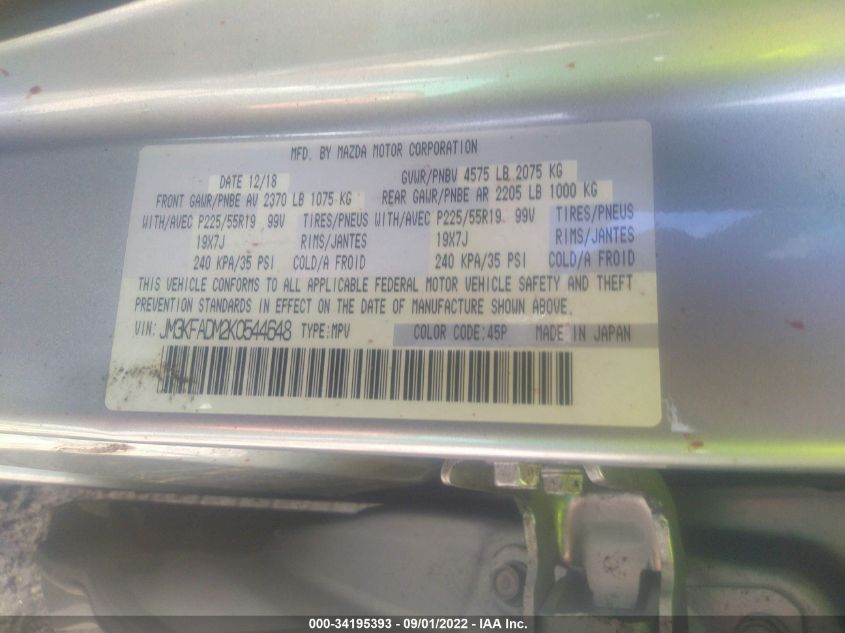 MFD. BY MAZDA MOTOR CORPORATION
DATE 12/18 GVWR/PNBV 4575 LB 2075 KG
FRONT GAWR/PNBE AV 2370 LB 1075 KG REAR GAWR/PNBE AR 2205 LB 1000 KG
WITH/AVEC P225/55R19 99V TIRES/PNEUS WITH/AVEC P225/55R19 99V TIRES/PNEUS
19X7J RIMS/JANTES 19X7J RIMS/JANTES
240 KPA/35 PSI COLD/A FROID 240 KPA/35 PSI COLD/A FROID
THIS VEHICLE CONFORMS TO ALL APPLICABLE FEDERAL MOTOR VEHICLE SAFETY AND THEFT
PREVENTION STANDARDS IN EFFECT ON THE DATE OF MANUFACTURE SHOWN ABOVE.
VIN: JM3KFADM2K0544648 TYPE:MPV COLOR CODE:45P MADE IN JAPAN
000-34195393 - 09/01/2022 - IAA Inc.